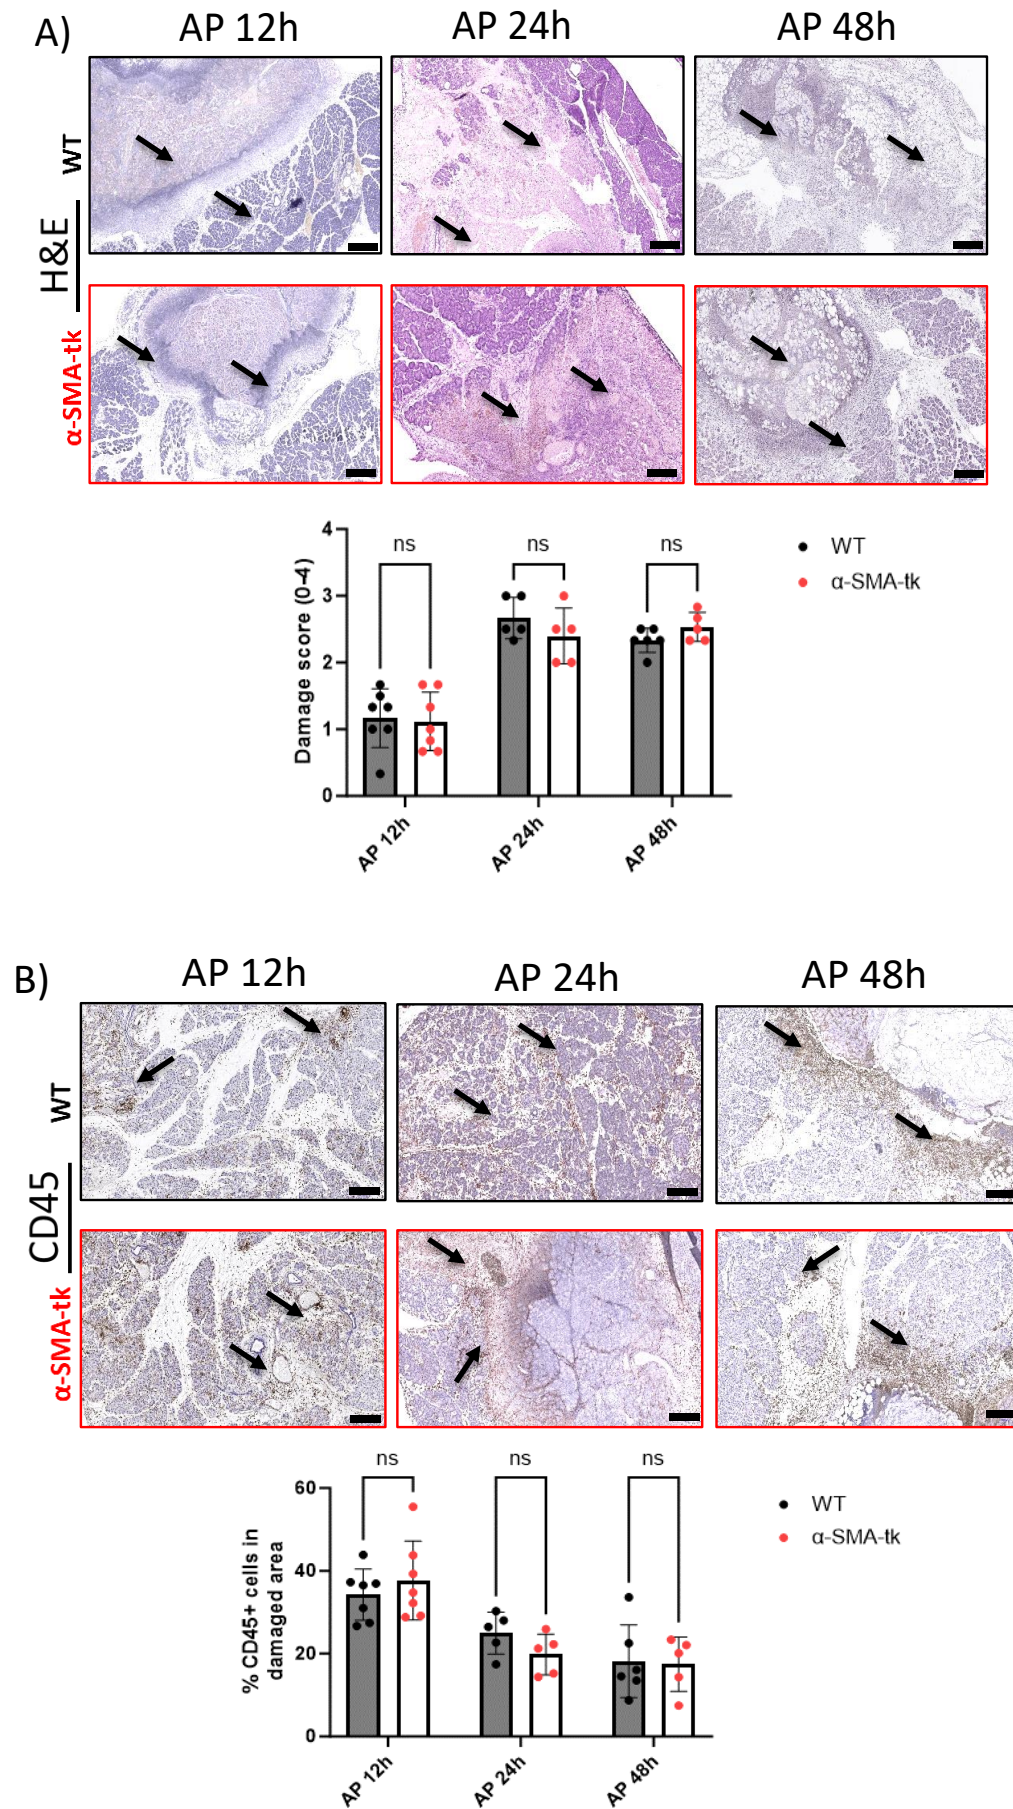 A)
AP 12h
AP 24h
AP 48h
H&E
WT
α-SMA-tk
Damage score (0-4)
4
3
2
1
0
ns
ns
ns
WT
α-SMA-tk
AP 12h
AP 24h
AP 48h
B)
AP 12h
AP 24h
AP 48h
CD45
WT
α-SMA-tk
% CD45+ cells in
damaged area
60
40
20
0
ns
ns
ns
WT
α-SMA-tk
AP 12h
AP 24h
AP 48h